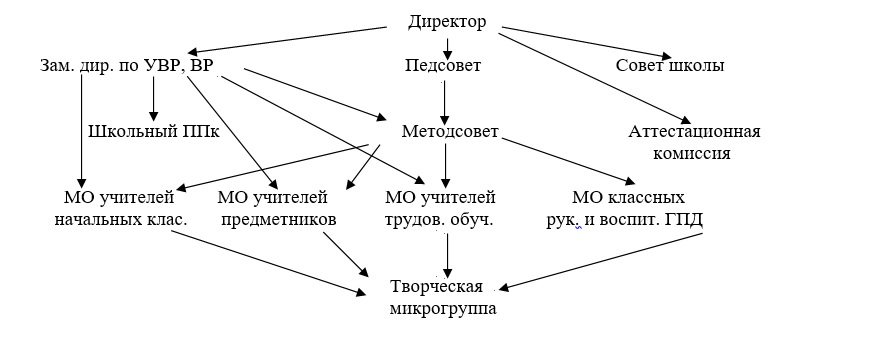 Директор
Зам. дир. по УВР, ВР
Педсовет
Совет школы
Школьный ППк
Методсовет
Аттестационная
комиссия
МО учителей
начальных клас.
МО учителей
предметников
МО учителей
трудов. обуч.
МО классных
рук. и воспит. ГПД
Творческая
микрогруппа